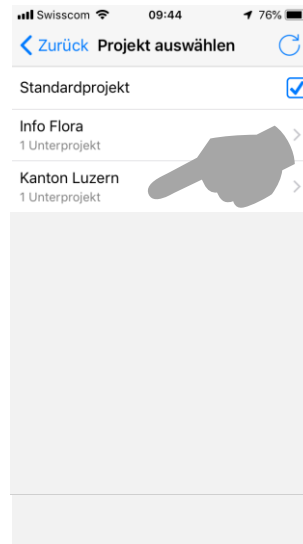 Swisscom 09:44 76%
Zurück Projekt auswählen
Standardprojekt
Info Flora
1 Unterprojekt
Kanton Luzern
1 Unterprojekt